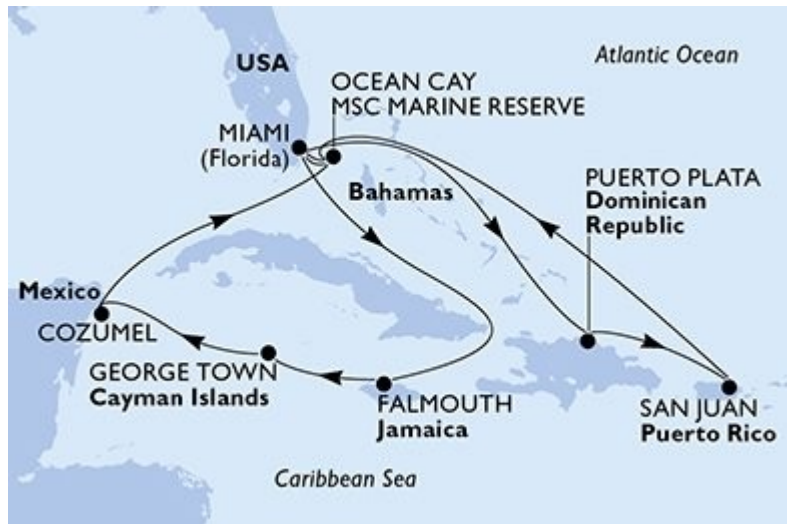 Atlantic Ocean
USA
OCEAN CAY
MSC MARINE RESERVE
MIAMI
(Florida)
Bahamas
PUERTO PLATA
Dominican
Republic
Mexico
COZUMEL
GEORGE TOWN
Cayman Islands
FALMOUTH
Jamaica
SAN JUAN
Puerto Rico
Caribbean Sea